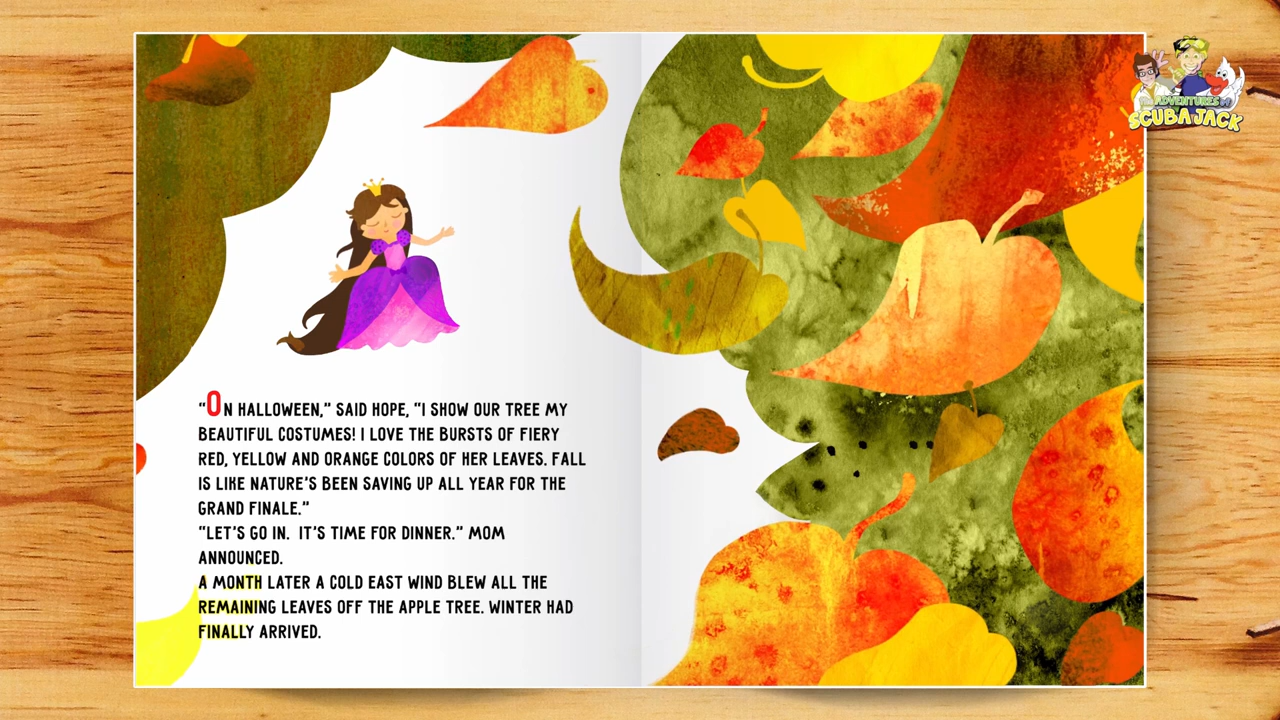 “ON HALLOWEEN,” SAID HOPE, “I SHOW OUR TREE MY
BEAUTIFUL COSTUMES! I LOVE THE BURSTS OF FIERY
RED, YELLOW AND ORANGE COLORS OF HER LEAVES. FALL
IS LIKE NATURE’S BEEN SAVING UP ALL YEAR FOR THE
GRAND FINALE.”
“LET’S GO IN.  IT’S TIME FOR DINNER.” MOM
ANNOUNCED.
A MONTH LATER A COLD EAST WIND BLEW ALL THE
REMAINING LEAVES OFF THE APPLE TREE. WINTER HAD
FINALLY ARRIVED.
THE ADVENTURES OF
SCUBA JACK